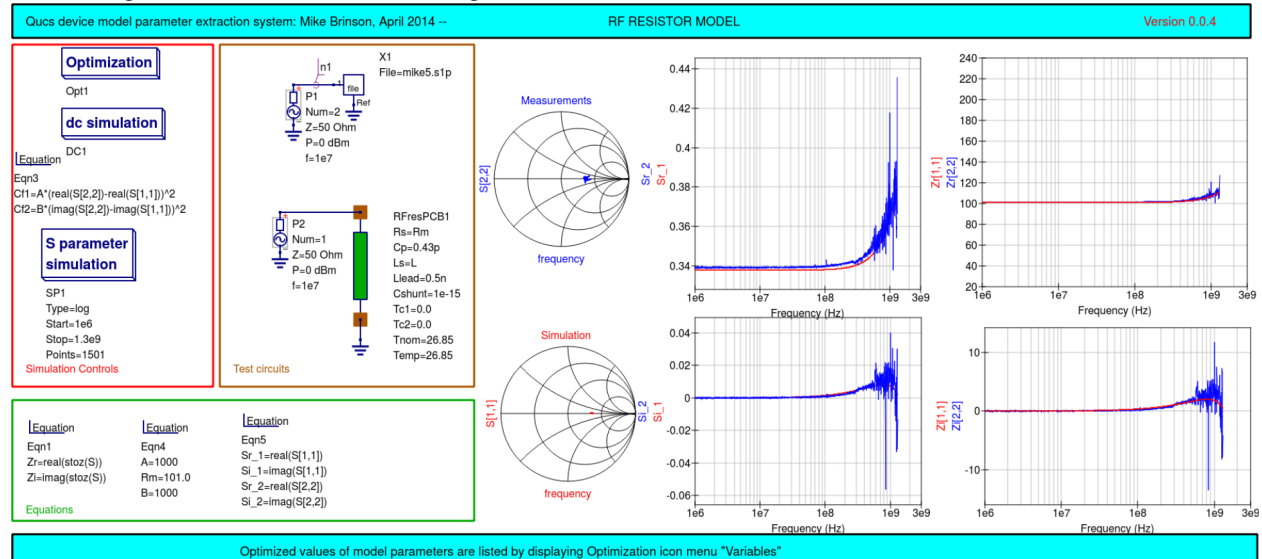 Qucs device model parameter extraction system: Mike Brinson, April 2014 --
RF RESISTOR MODEL
Version 0.0.4
Optimization
Opt1
dc simulation
DC1
Equation
Eqn3
Cf1=A*(real(S[2,2])-real(S[1,1]))^2
Cf2=B*(imag(S[2,2])-imag(S[1,1]))^2
S parameter
simulation
SP1
Type=log
Start=1e6
Stop=1.3e9
Points=1501
Simulation Controls
n1
X1
File=mike5.s1p
1
file
Ref
P1
Num=2
Z=50 Ohm
P=0 dBm
f=1e7
P2
Num=1
Z=50 Ohm
P=0 dBm
f=1e7
RFresPCB1
Rs=Rm
Cp=0.43p
Ls=L
Llead=0.5n
Cshunt=1e-15
Tc1=0.0
Tc2=0.0
Tnom=26.85
Temp=26.85
Test circuits
Equation
Eqn1
Zr=real(stoz(S))
Zi=imag(stoz(S))
Equation
Eqn4
A=1000
Rm=101.0
B=1000
Equation
Eqn5
Sr_1=real(S[1,1])
Si_1=imag(S[1,1])
Sr_2=real(S[2,2])
Si_2=imag(S[2,2])
Equations
Measurements
S[2,2]
frequency
Simulation
S[1,1]
frequency
Sr_2
Sr_1
0.44
0.42
0.4
0.38
0.36
0.34
1e6
1e7
1e8
1e9
3e9
Frequency (Hz)
Zr[1,1]
Zr[2,2]
240
220
200
180
160
140
120
100
80
60
40
20
1e6
1e7
1e8
1e9
3e9
Frequency (Hz)
Si_2
Si_1
0.04
0.02
0
-0.02
-0.04
-0.06
1e6
1e7
1e8
1e9
3e9
Frequency (Hz)
Zi[1,1]
Zi[2,2]
10
0
-10
1e6
1e7
1e8
1e9
3e9
Frequency (Hz)
Optimized values of model parameters are listed by displaying Optimization icon menu "Variables"